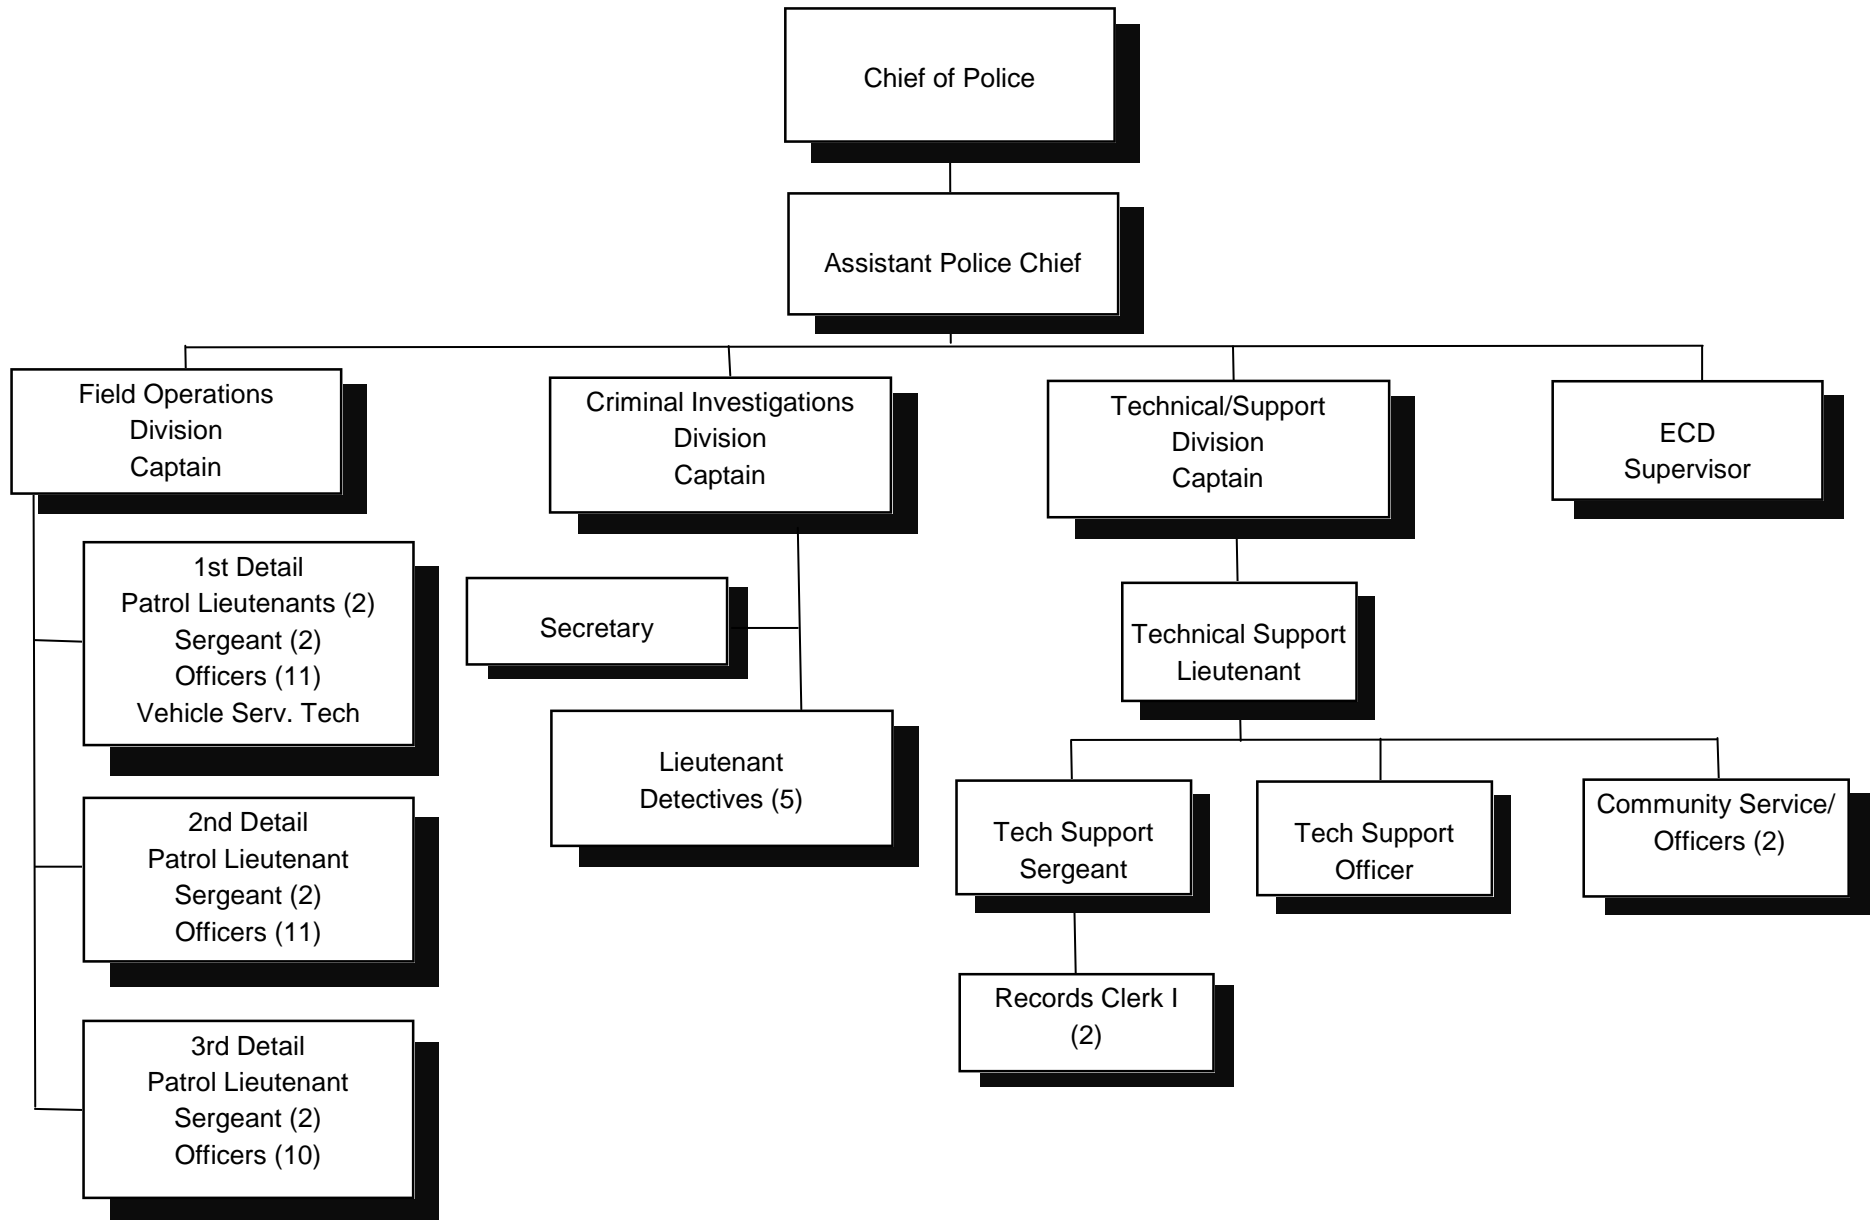 Chief of Police
Assistant Police Chief
Field Operations
Division
Captain
Criminal Investigations
Division
Captain
Technical/Support
Division
Captain
ECD
Supervisor
1st Detail
Patrol Lieutenants (2)
Sergeant (2)
Officers (11)
Vehicle Serv. Tech
Secretary
Technical Support
Lieutenant
Lieutenant
Detectives (5)
2nd Detail
Patrol Lieutenant
Sergeant (2)
Officers (11)
Tech Support
Sergeant
Tech Support
Officer
Community Service/
Officers (2)
Records Clerk I
(2)
3rd Detail
Patrol Lieutenant
Sergeant (2)
Officers (10)